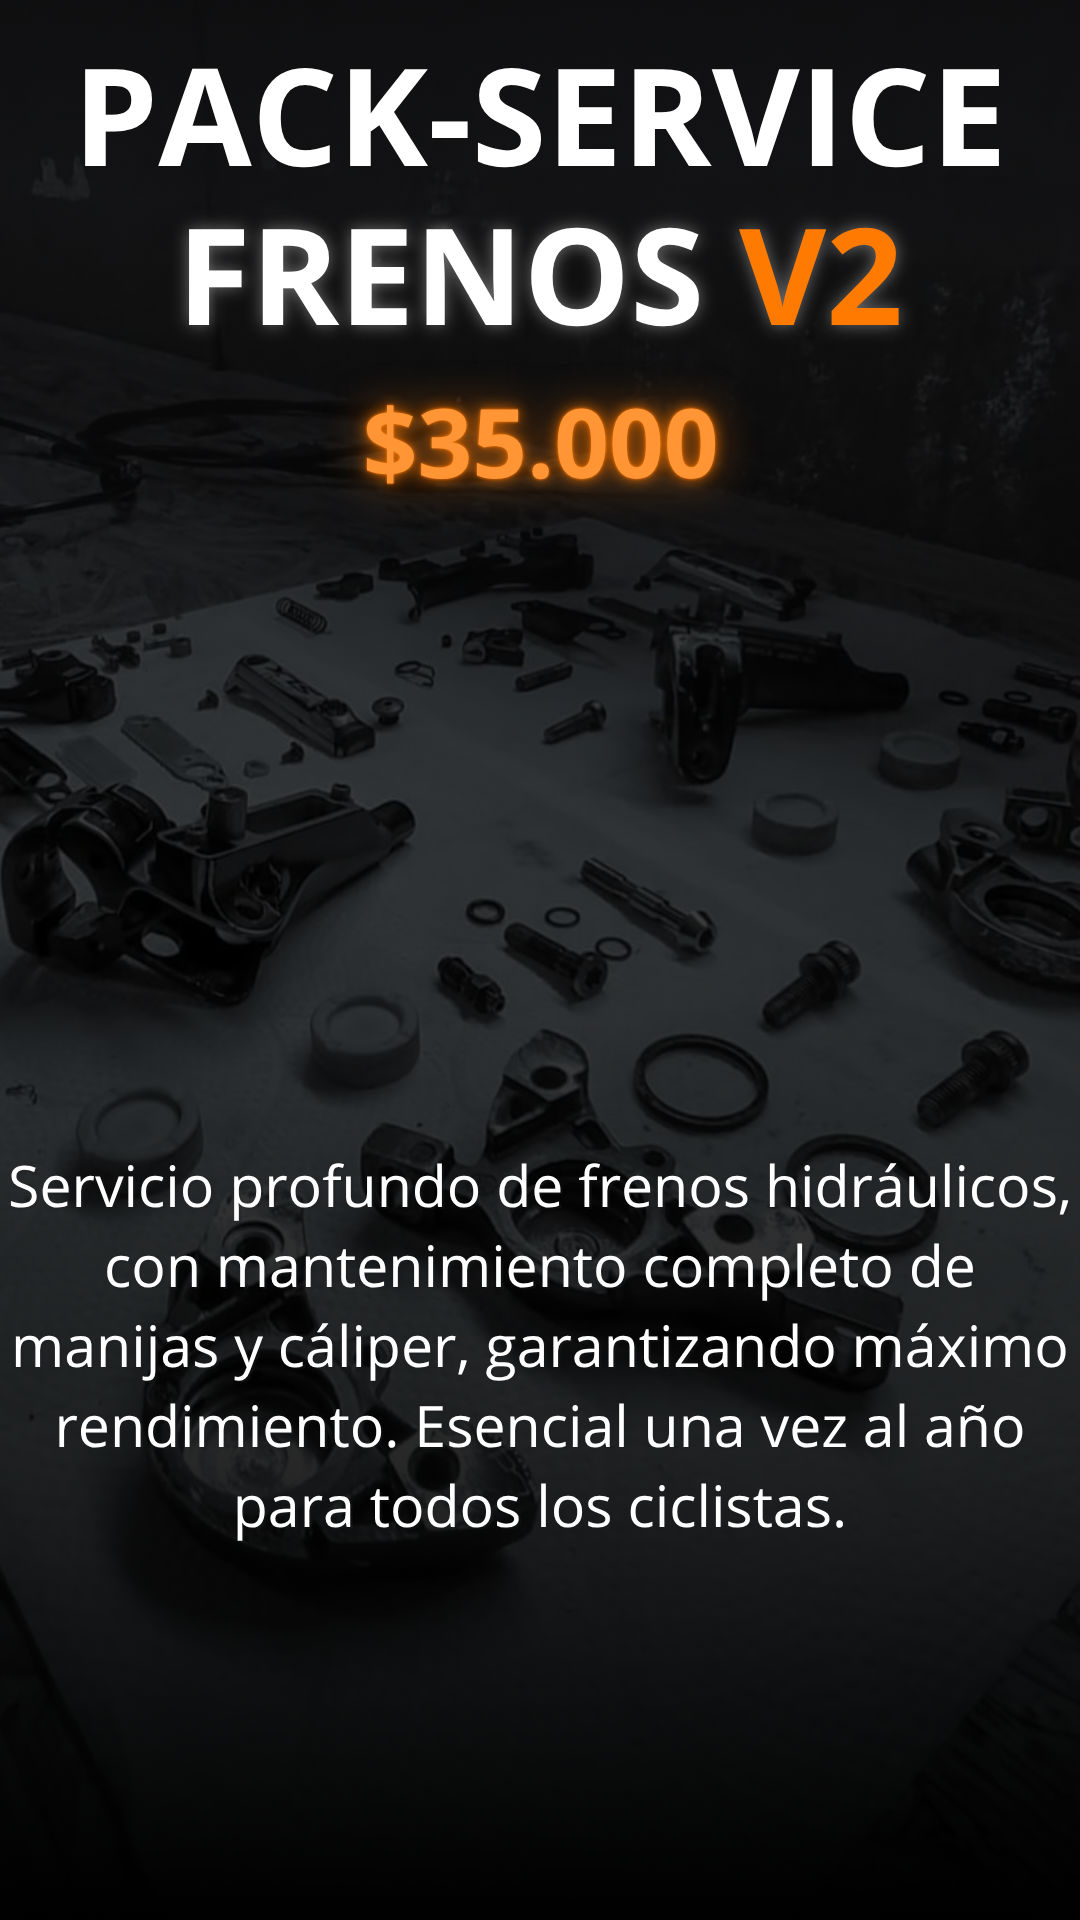 PACK-SERVICE
FRENOS V2
$35.000
Servicio profundo de frenos hidráulicos,
con mantenimiento completo de
manijas y cáliper, garantizando máximo
rendimiento. Esencial una vez al año
para todos los ciclistas.